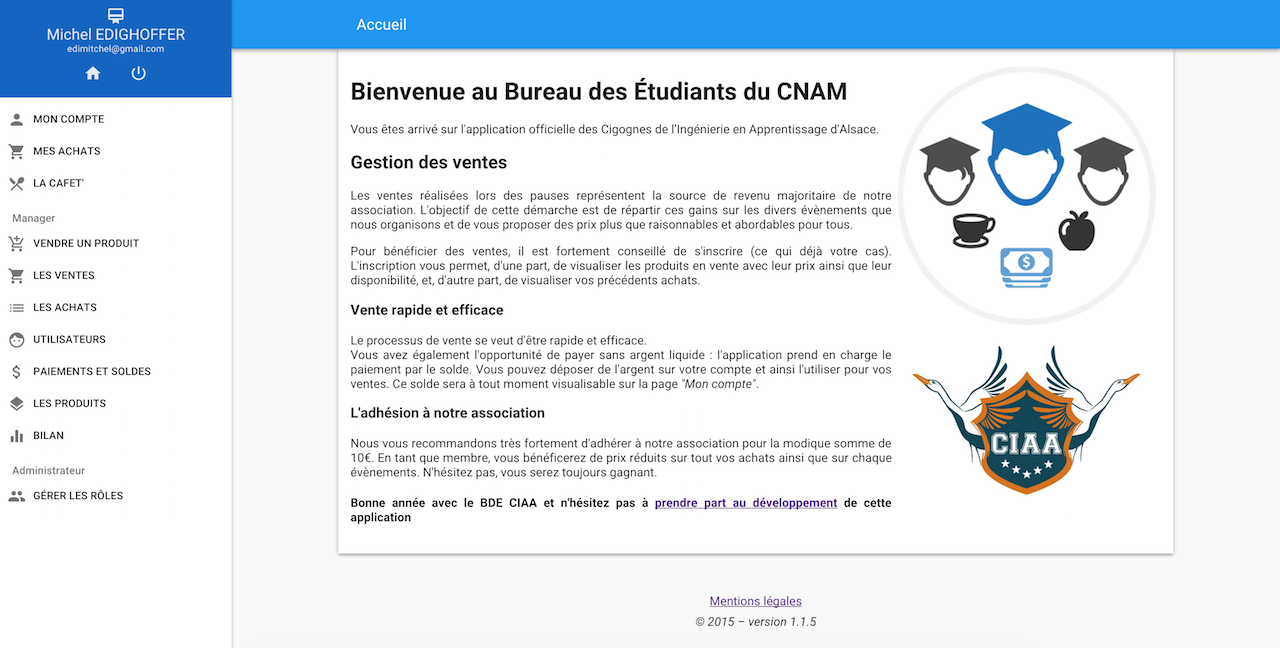 Michel EDIGHOFFER
edimitchel@gmail.com
MON COMPTE
MES ACHATS
LA CAFET'
Manager
VENDRE UN PRODUIT
LES VENTES
LES ACHATS
UTILISATEURS
PAIEMENTS ET SOLDES
LES PRODUITS
BILAN
Administrateur
GÉRER LES RÔLES
Accueil
Bienvenue au Bureau des Étudiants du CNAM
Vous êtes arrivé sur l'application officielle des Cigognes de l'Ingénierie en Apprentissage d'Alsace.
Gestion des ventes
Les ventes réalisées lors des pauses représentent la source de revenu majoritaire de notre
association. L'objectif de cette démarche est de répartir ces gains sur les divers évènements que
nous organisons et de vous proposer des prix plus que raisonnables et abordables pour tous.
Pour bénéficier des ventes, il est fortement conseillé de s'inscrire (ce qui déjà votre cas).
L'inscription vous permet, d'une part, de visualiser les produits en vente avec leur prix ainsi que leur
disponibilité, et, d'autre part, de visualiser vos précédents achats.
Vente rapide et efficace
Le processus de vente se veut d'être rapide et efficace.
Vous avez également l'opportunité de payer sans argent liquide : l'application prend en charge le
paiement par le solde. Vous pouvez déposer de l'argent sur votre compte et ainsi l'utiliser pour vos
ventes. Ce solde sera à tout moment visualisable sur la page "Mon compte".
L'adhésion à notre association
Nous vous recommandons très fortement d'adhérer à notre association pour la modique somme de
10€. En tant que membre, vous bénéficerez de prix réduits sur tout vos achats ainsi que sur chaque
évènements. N'hésitez pas, vous serez toujours gagnant.
Bonne année avec le BDE CIAA et n'hésitez pas à prendre part au développement de cette
application
$
CIAA
Mentions légales
© 2015 – version 1.1.5